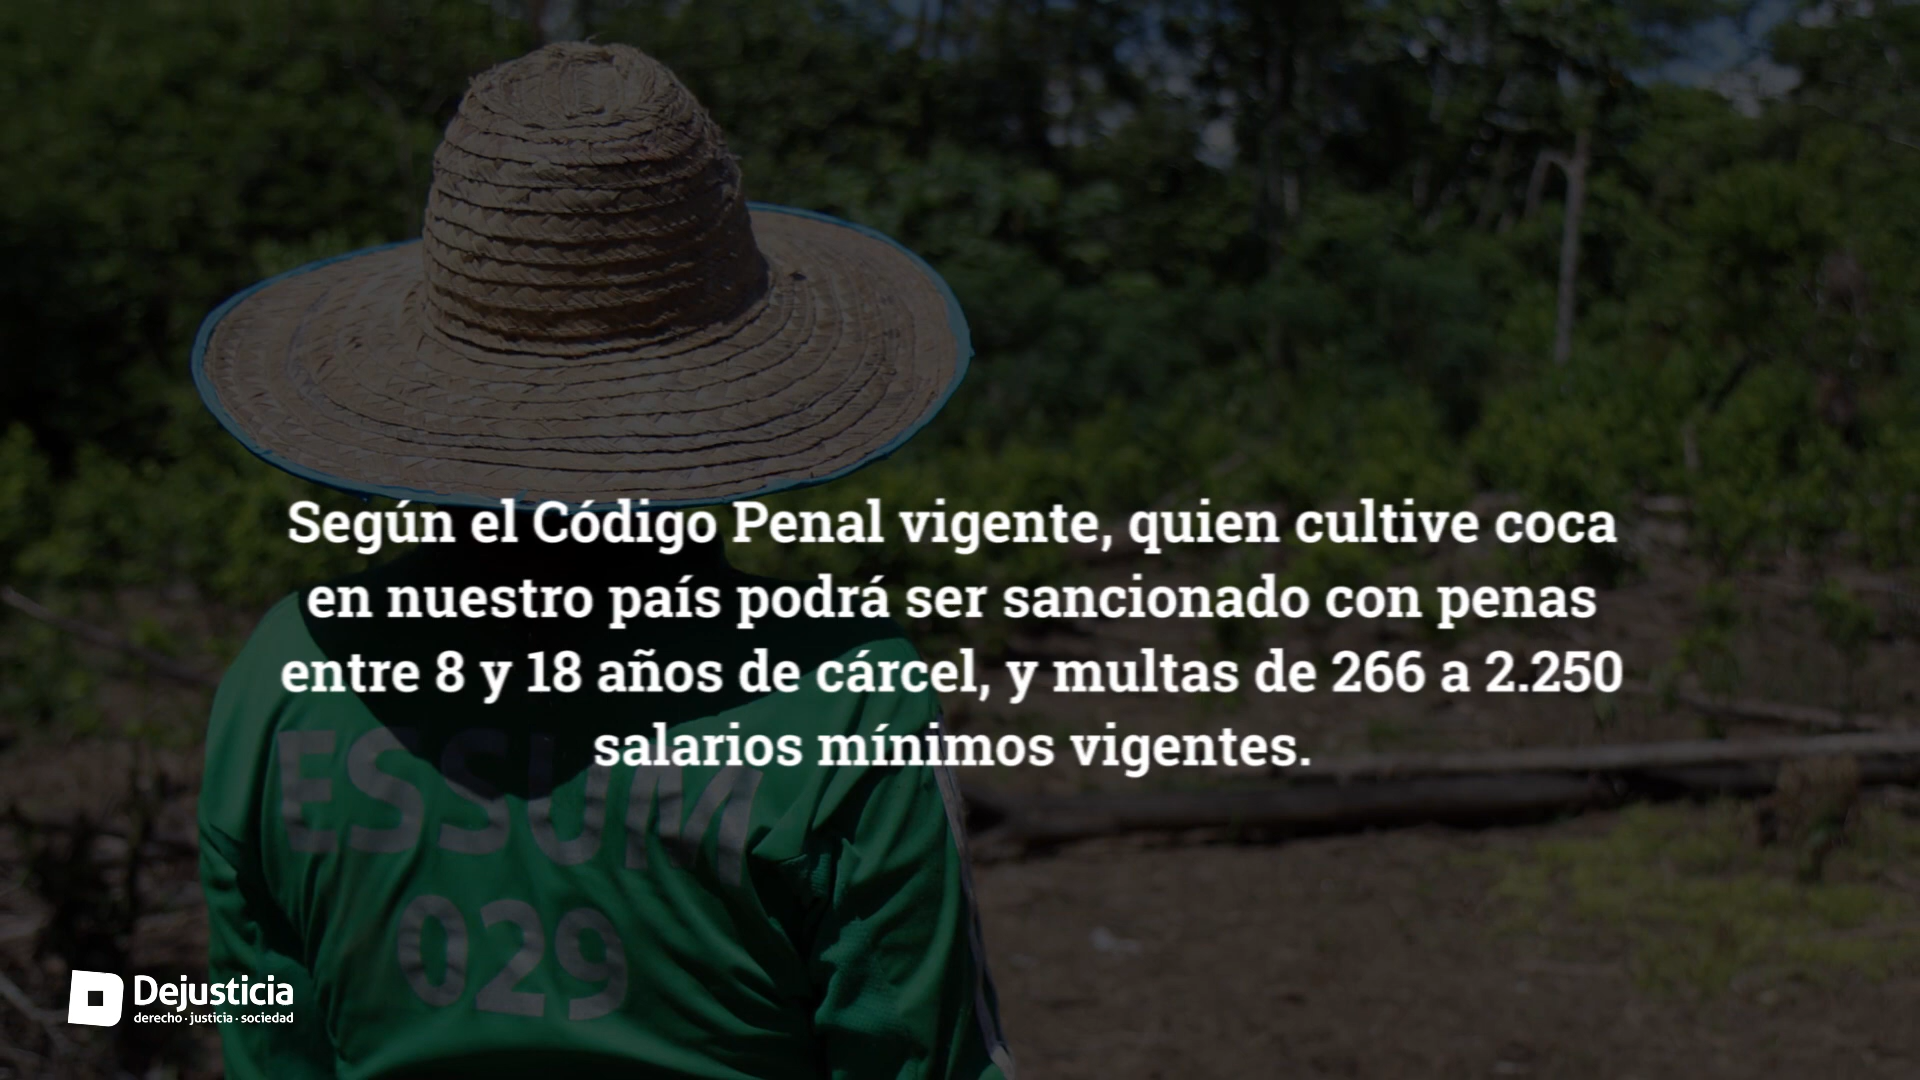 Según el Código Penal vigente, quien cultive coca
en nuestro país podrá ser sancionado con penas
entre 8 y 18 años de cárcel, y multas de 266 a 2.250
salarios mínimos vigentes.
ESSUM
029
Dejusticia
derecho · justicia · sociedad